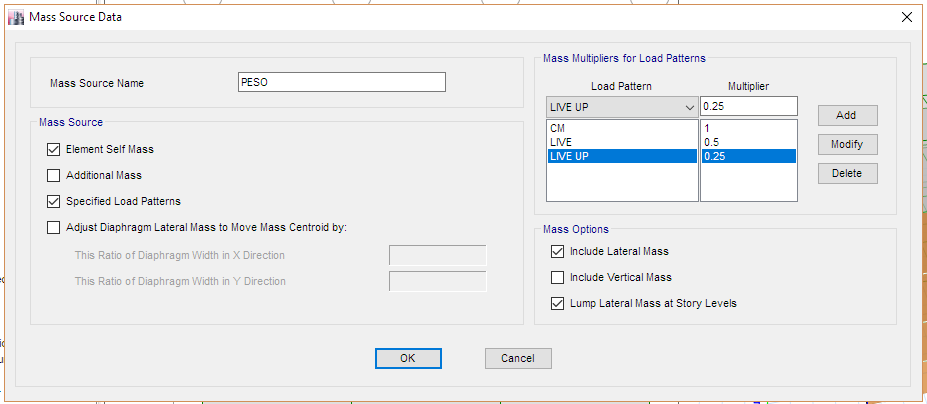 Mass Source Data
Mass Source Name
PESO
Mass Source
Element Self Mass
Additional Mass
Specified Load Patterns
Adjust Diaphragm Lateral Mass to Move Mass Centroid by:
This Ratio of Diaphragm Width in X Direction
This Ratio of Diaphragm Width in Y Direction
Mass Multipliers for Load Patterns
Load Pattern Multiplier
LIVE UP 0.25
CM 1
LIVE 0.5
LIVE UP 0.25
Add
Modify
Delete
Mass Options
Include Lateral Mass
Include Vertical Mass
Lump Lateral Mass at Story Levels
OK Cancel